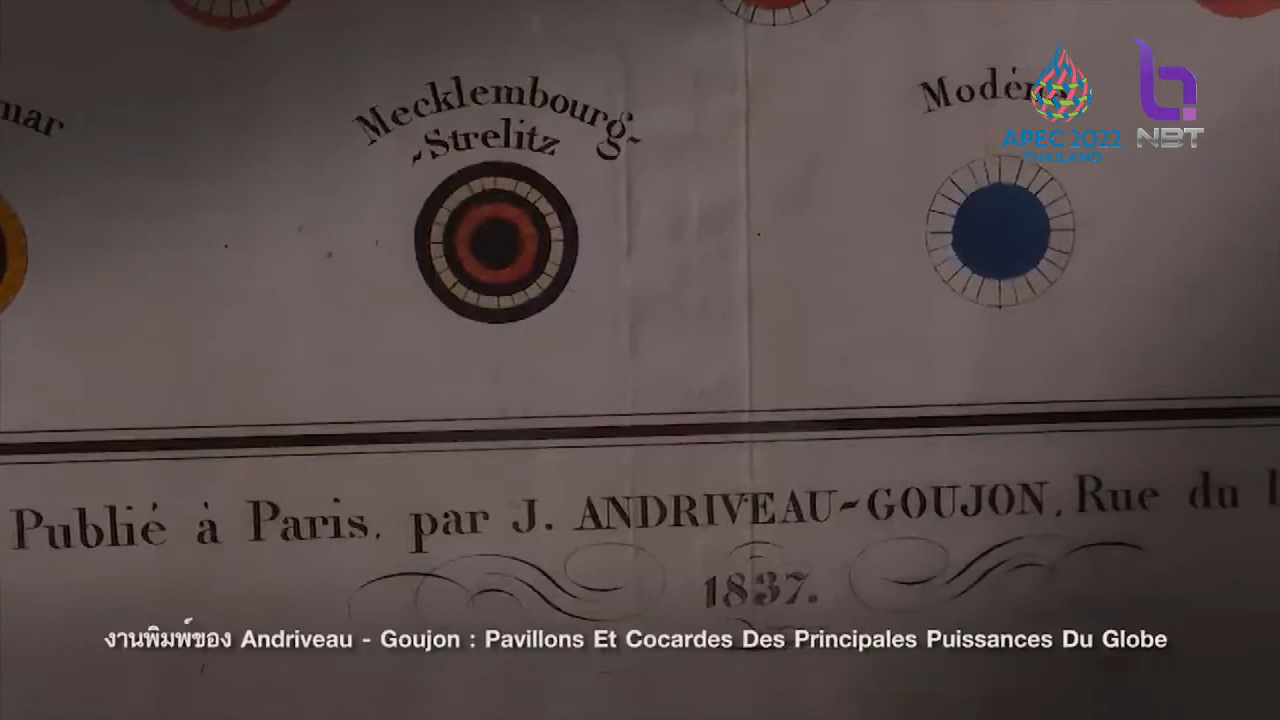 mar
Mecklembourg-
-Strelitz
APEC 2022
THAILAND
NBT
Publié à Paris, par J. ANDRIVEAU-GOUJON, Rue du
1837.
งานพิมพ์ของ Andriveau - Goujon : Pavillons Et Cocardes Des Principales Puissances Du Globe